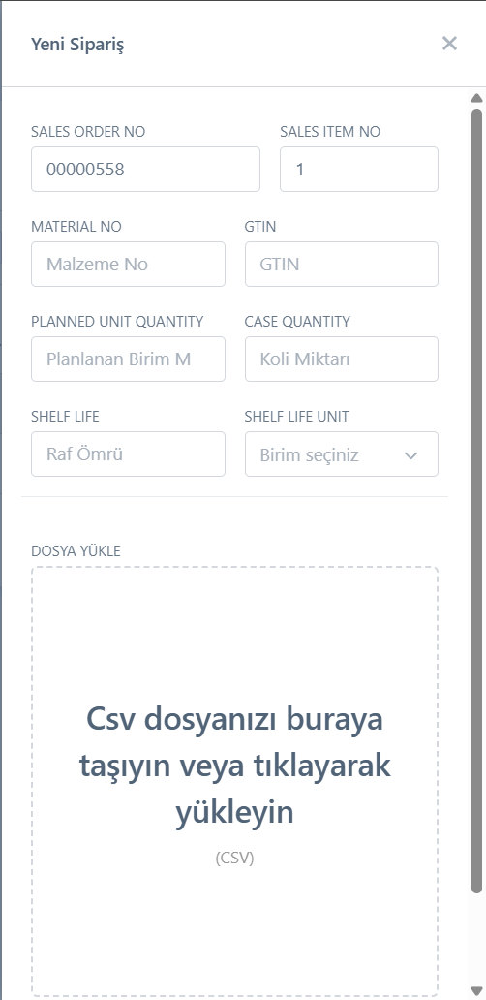 Yeni Sipariş
SALES ORDER NO
SALES ITEM NO
00000558
1
MATERIAL NO
GTIN
Malzeme No
GTIN
PLANNED UNIT QUANTITY
CASE QUANTITY
Planlanan Birim M
Koli Miktarı
SHELF LIFE
SHELF LIFE UNIT
Raf Ömrü
Birim seçiniz
DOSYA YÜKLE
Csv dosyanızı buraya
taşıyın veya tıklayarak
yükleyin
(CSV)